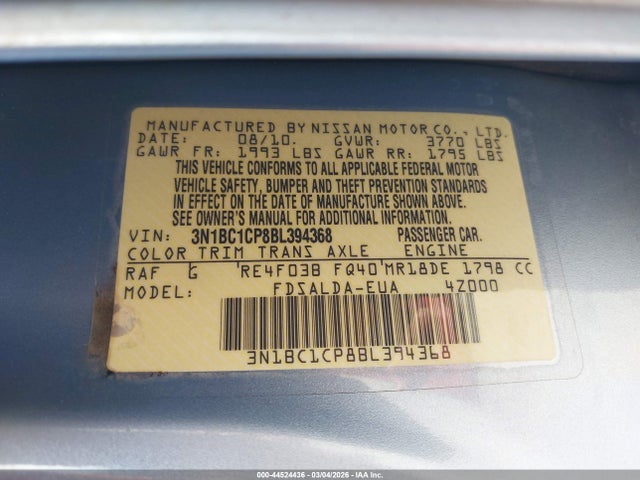 MANUFACTURED BY NISSAN MOTOR CO., LTD.
DATE: 08/10. GVWR: 3770 LBS
GAWR FR: 1993 LBS GAWR RR: 1795 LBS
THIS VEHICLE CONFORMS TO ALL APPLICABLE FEDERAL MOTOR
VEHICLE SAFETY, BUMPER AND THEFT PREVENTION STANDARDS
IN EFFECT ON THE DATE OF MANUFACTURE SHOWN ABOVE.
SEE OWNER'S MANUAL FOR ADDITIONAL INFORMATION.
VIN: 3N1BC1CP8BL394368 PASSENGER CAR.
COLOR TRIM TRANS AXLE ENGINE
RAF G RE4F03B FQ40 MR18DE 1798 CC
MODEL: FDSALDA-EUA 4Z000
3N1BC1CP8BL394368
000-44524436 - 03/04/2026 - IAA Inc.